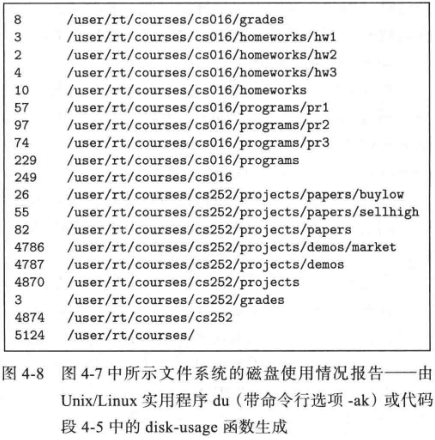 8 /user/rt/courses/cs016/grades
3 /user/rt/courses/cs016/homeworks/hw1
2 /user/rt/courses/cs016/homeworks/hw2
4 /user/rt/courses/cs016/homeworks/hw3
10 /user/rt/courses/cs016/homeworks
57 /user/rt/courses/cs016/programs/pr1
97 /user/rt/courses/cs016/programs/pr2
74 /user/rt/courses/cs016/programs/pr3
229 /user/rt/courses/cs016/programs
249 /user/rt/courses/cs016
26 /user/rt/courses/cs252/projects/papers/buylow
55 /user/rt/courses/cs252/projects/papers/sellhigh
82 /user/rt/courses/cs252/projects/papers
4786 /user/rt/courses/cs252/projects/demos/market
4787 /user/rt/courses/cs252/projects/demos
4870 /user/rt/courses/cs252/projects
3 /user/rt/courses/cs252/grades
4874 /user/rt/courses/cs252
5124 /user/rt/courses/
图 4-8 图 4-7 中所示文件系统的磁盘使用情况报告——由
Unix/Linux 实用程序 du（带命令行选项 -ak）或代码
段 4-5 中的 disk-usage 函数生成